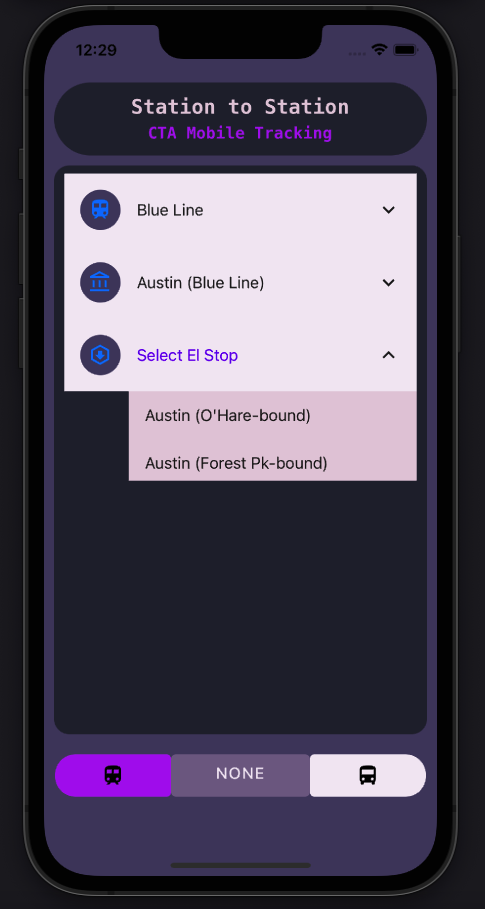 12:29
Station to Station
CTA Mobile Tracking
Blue Line
Austin (Blue Line)
Select El Stop
Austin (O'Hare-bound)
Austin (Forest Pk-bound)
NONE